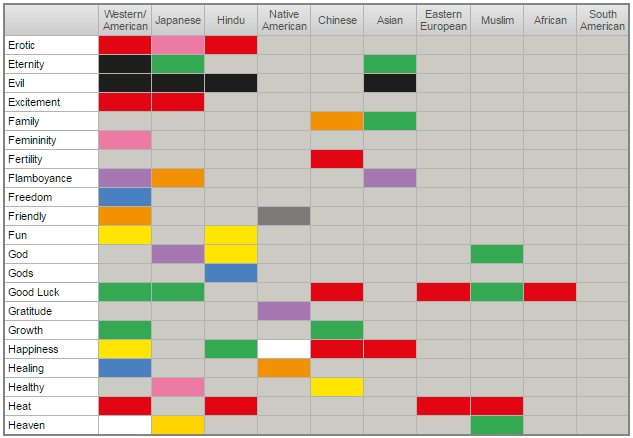 Western/ Native Eastern South
American Japanese Hindu American Chinese Asian European Muslim African American
Erotic
Eternity
Evil
Excitement
Family
Femininity
Fertility
Flamboyance
Freedom
Friendly
Fun
God
Gods
Good Luck
Gratitude
Growth
Happiness
Healing
Healthy
Heat
Heaven